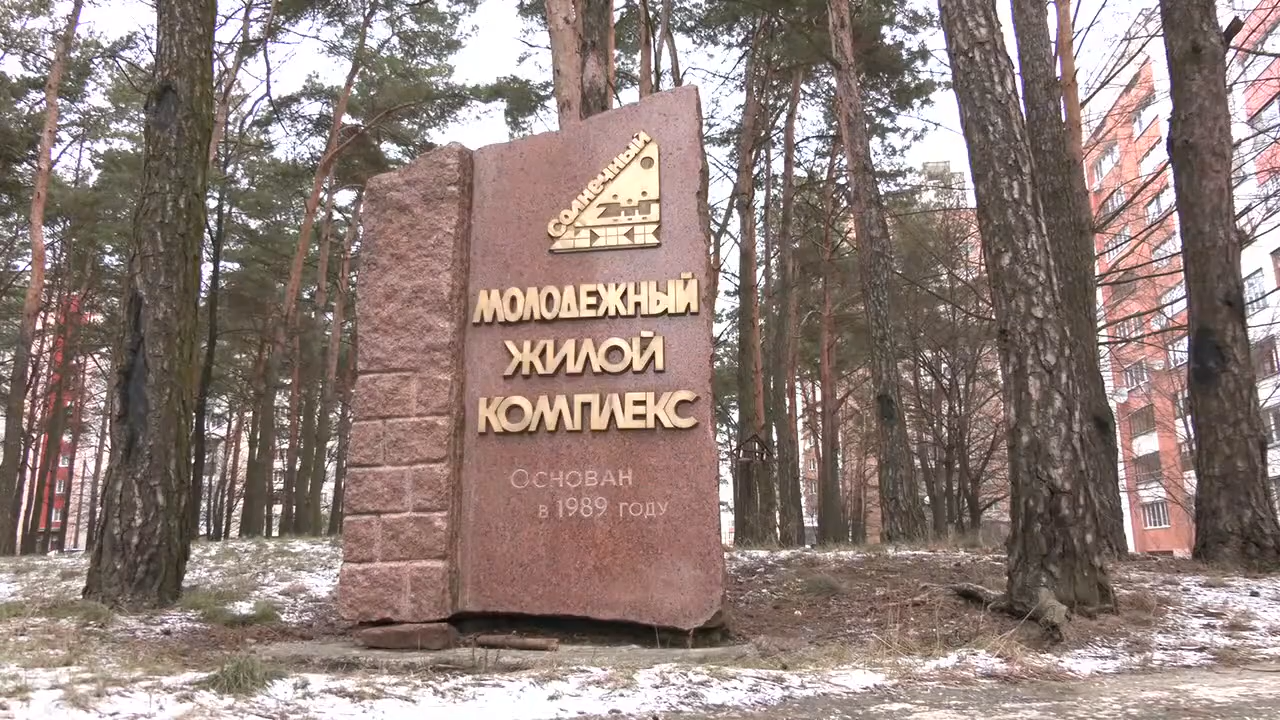 Солнечный
МЖК
МОЛОДЕЖНЫЙ
ЖИЛОЙ
КОМПЛЕКС
Основан
в 1989 году